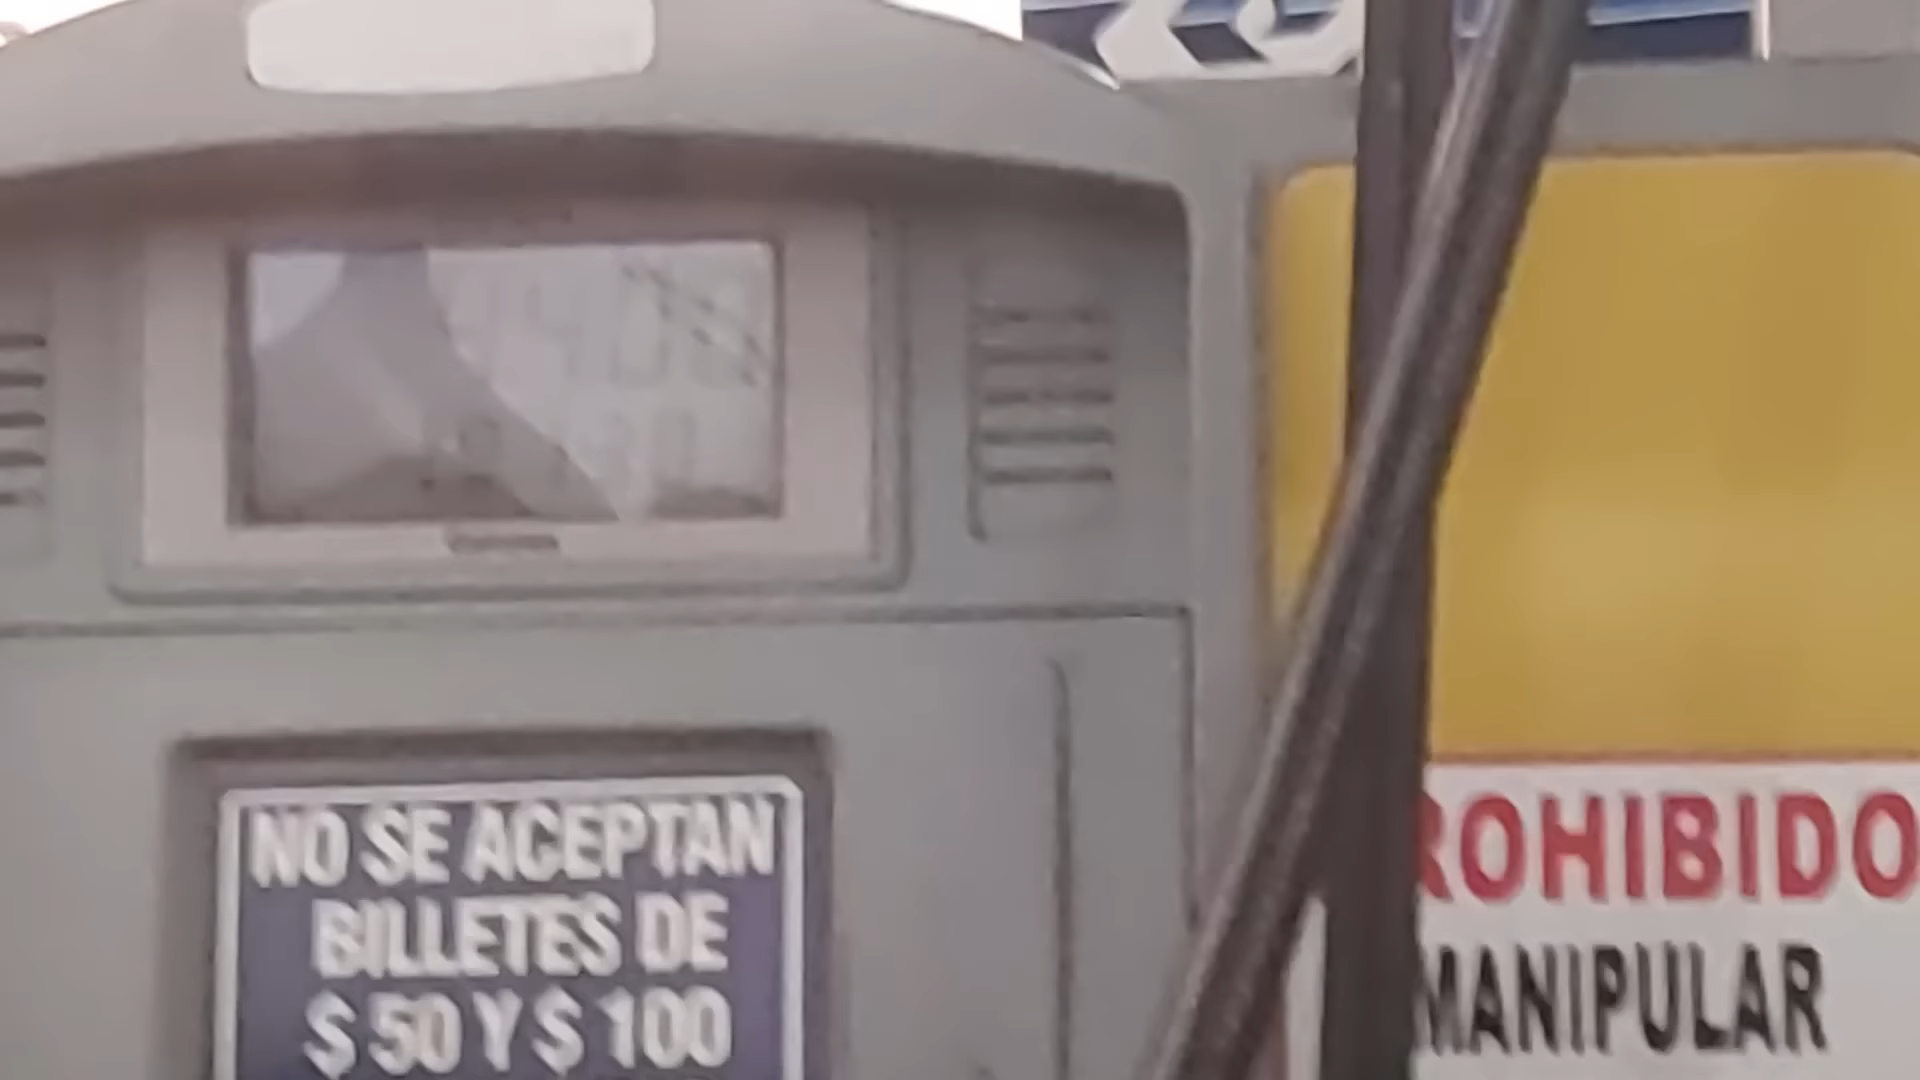 NO SE ACEPTAN
BILLETES DE
$ 50 Y $ 100
ROHIBIDO
MANIPULAR